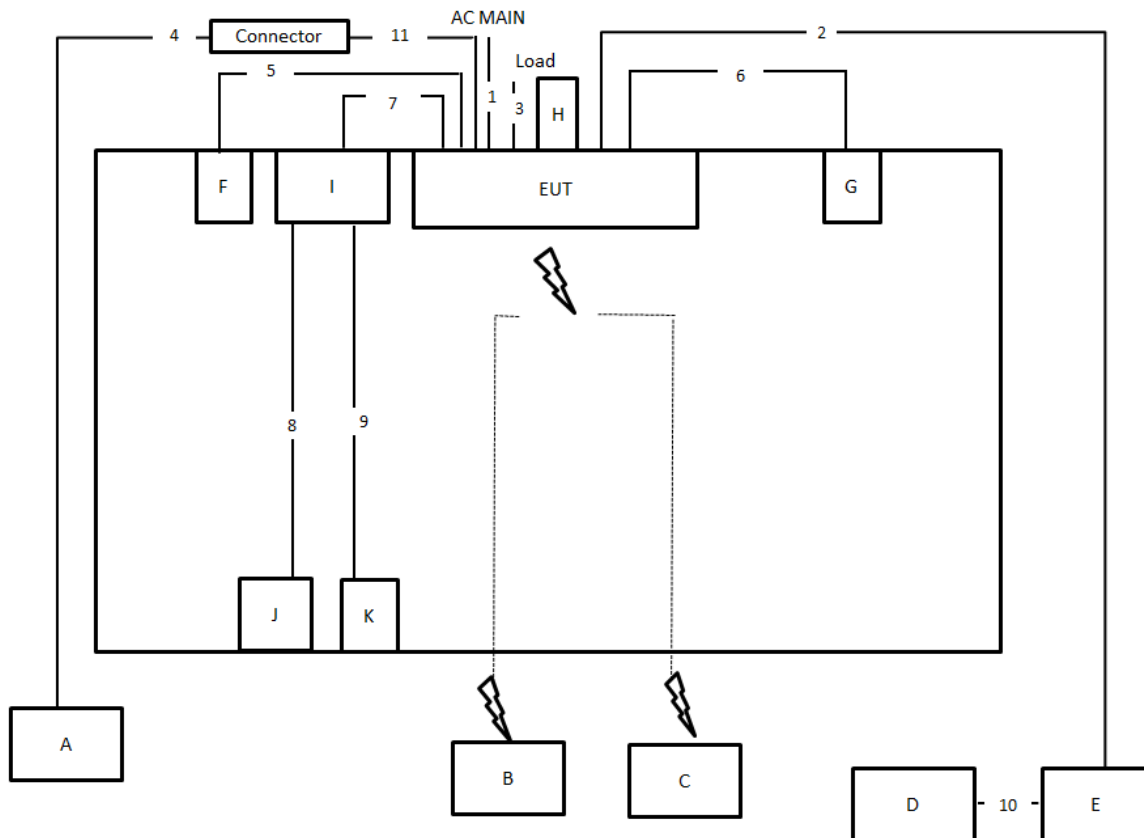 AC MAIN
4 Connector 11 2
Load
5 6
1
7 3 H
F I EUT G
8 9
J K
A
B C
D 10 E